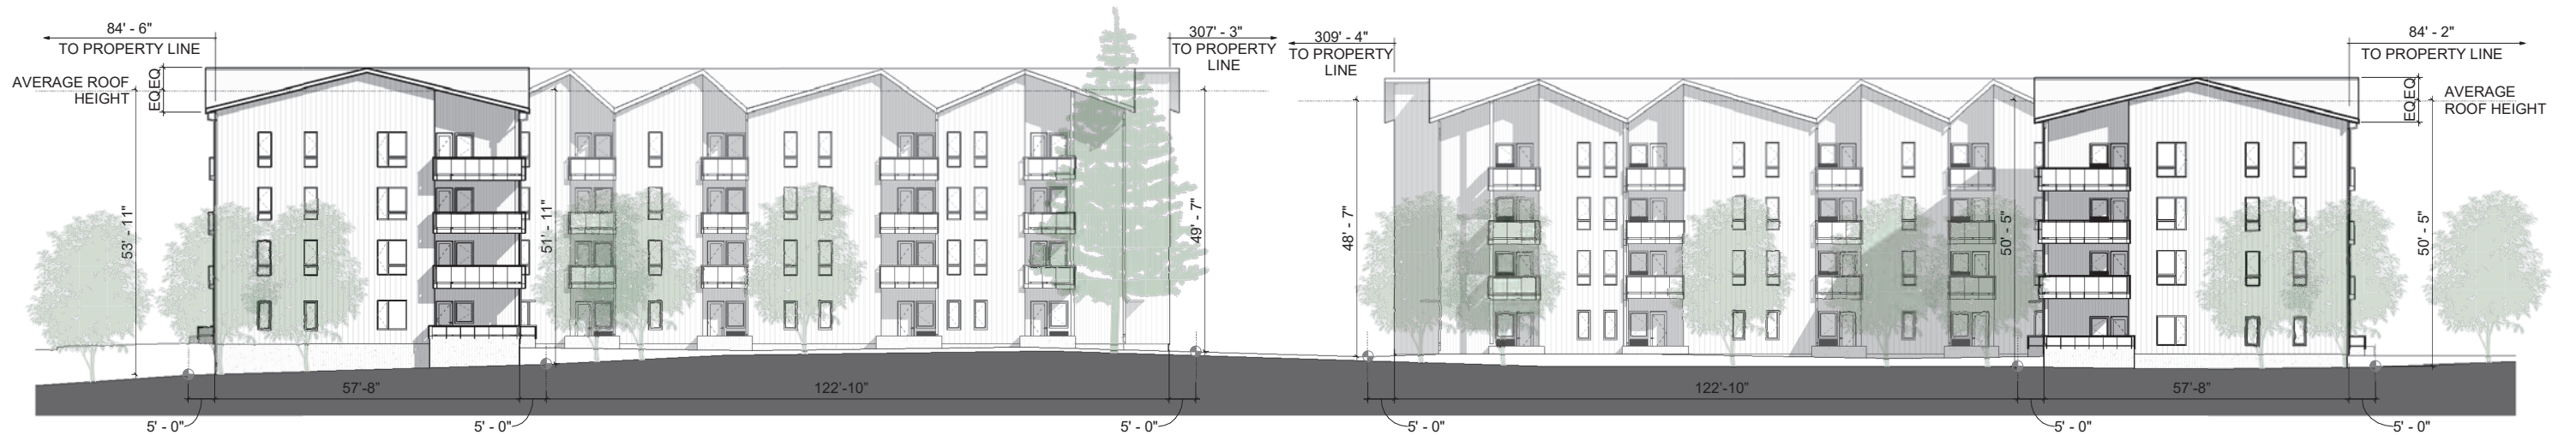 84' - 6"
TO PROPERTY LINE
AVERAGE ROOF
HEIGHT
EQ EQ
53' - 11"
51' - 11"
307' - 3"
TO PROPERTY
LINE
49' - 7"
309' - 4"
TO PROPERTY
LINE
48' - 7"
50' - 5"
84' - 2"
TO PROPERTY LINE
EQ EQ
AVERAGE
ROOF HEIGHT
50' - 5"
57'-8"
122'-10"
122'-10"
57'-8"
5' - 0"
5' - 0"
5' - 0"
5' - 0"
5' - 0"
5' - 0"